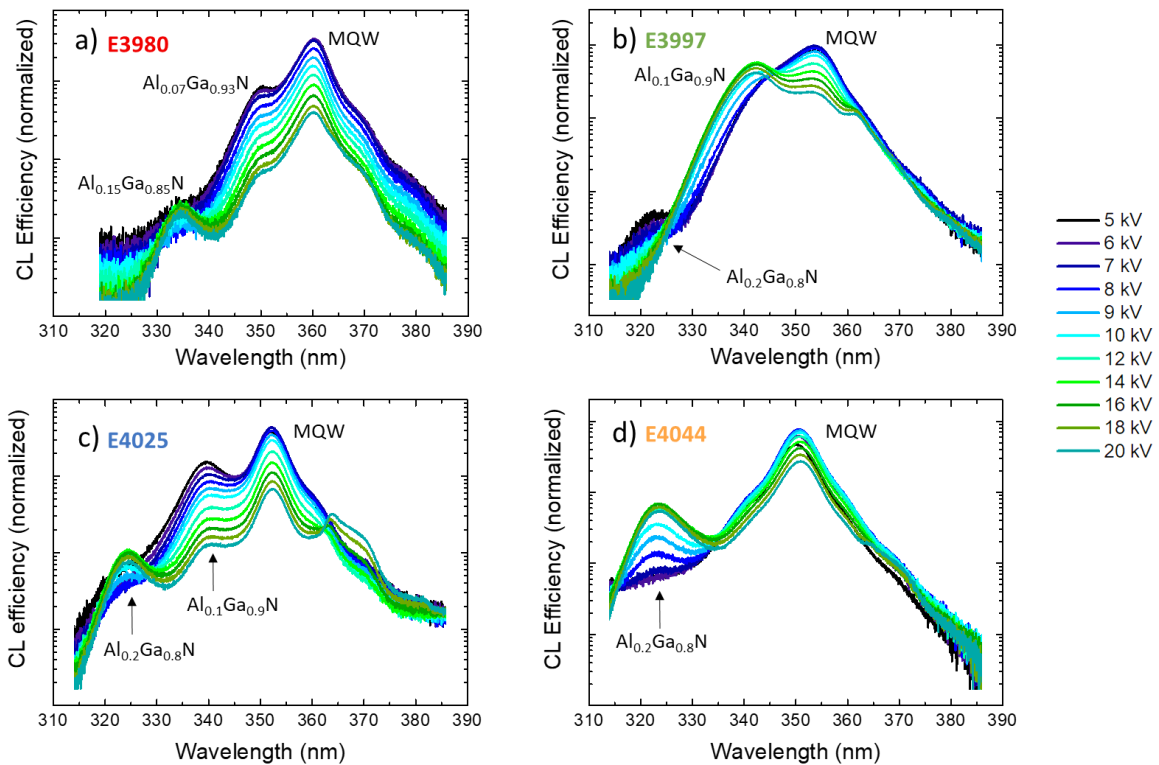 a) E3980
MQW
Al0.07Ga0.93N
Al0.15Ga0.85N
CL Efficiency (normalized)
310 320 330 340 350 360 370 380 390
Wavelength (nm)
b) E3997
MQW
Al0.1Ga0.9N
Al0.2Ga0.8N
CL Efficiency (normalized)
310 320 330 340 350 360 370 380 390
Wavelength (nm)
5 kV
6 kV
7 kV
8 kV
9 kV
10 kV
12 kV
14 kV
16 kV
18 kV
20 kV
c) E4025
MQW
Al0.1Ga0.9N
Al0.2Ga0.8N
CL efficiency (normalized)
310 320 330 340 350 360 370 380 390
Wavelength (nm)
d) E4044
MQW
Al0.2Ga0.8N
CL Efficiency (normalized)
310 320 330 340 350 360 370 380 390
Wavelength (nm)